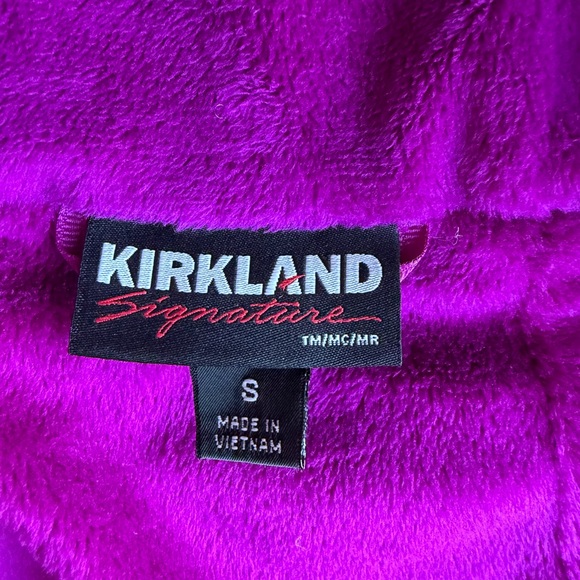 KIRKLAND
Signature
TM/MC/MR
S
MADE IN
VIETNAM